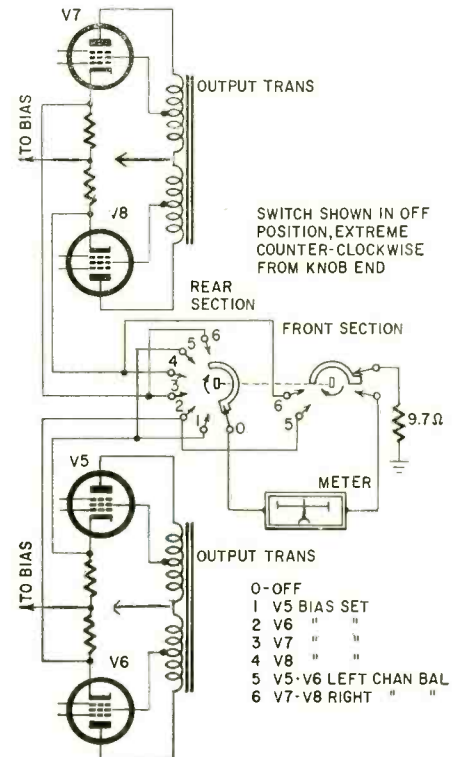 V7
OUTPUT TRANS
TO BIAS
V8
SWITCH SHOWN IN OFF
POSITION, EXTREME
COUNTER-CLOCKWISE
FROM KNOB END
REAR
SECTION
FRONT SECTION
6
5
4
3
2
1
0
6
5
9.7Ω
METER
V5
OUTPUT TRANS
TO BIAS
V6
0-OFF
1 V5 BIAS SET
2 V6 " "
3 V7 " "
4 V8 " "
5 V5-V6 LEFT CHAN BAL
6 V7-V8 RIGHT " "